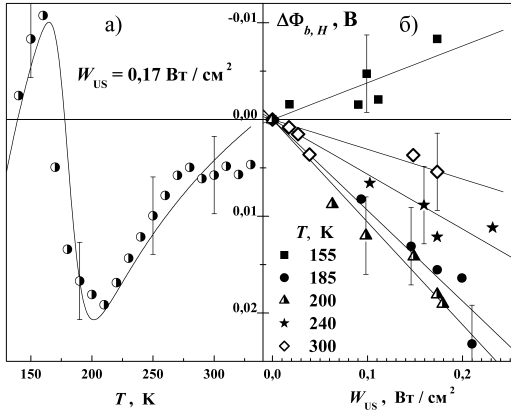 а)
W_US = 0,17 Вт / см²
-0,01
ΔΦ_b, H , В
б)
0,00
0,01
0,02
T, К
155
185
200
240
300
150 200 250 300
0,0 0,1 0,2
T, К
W_US, Вт / см²